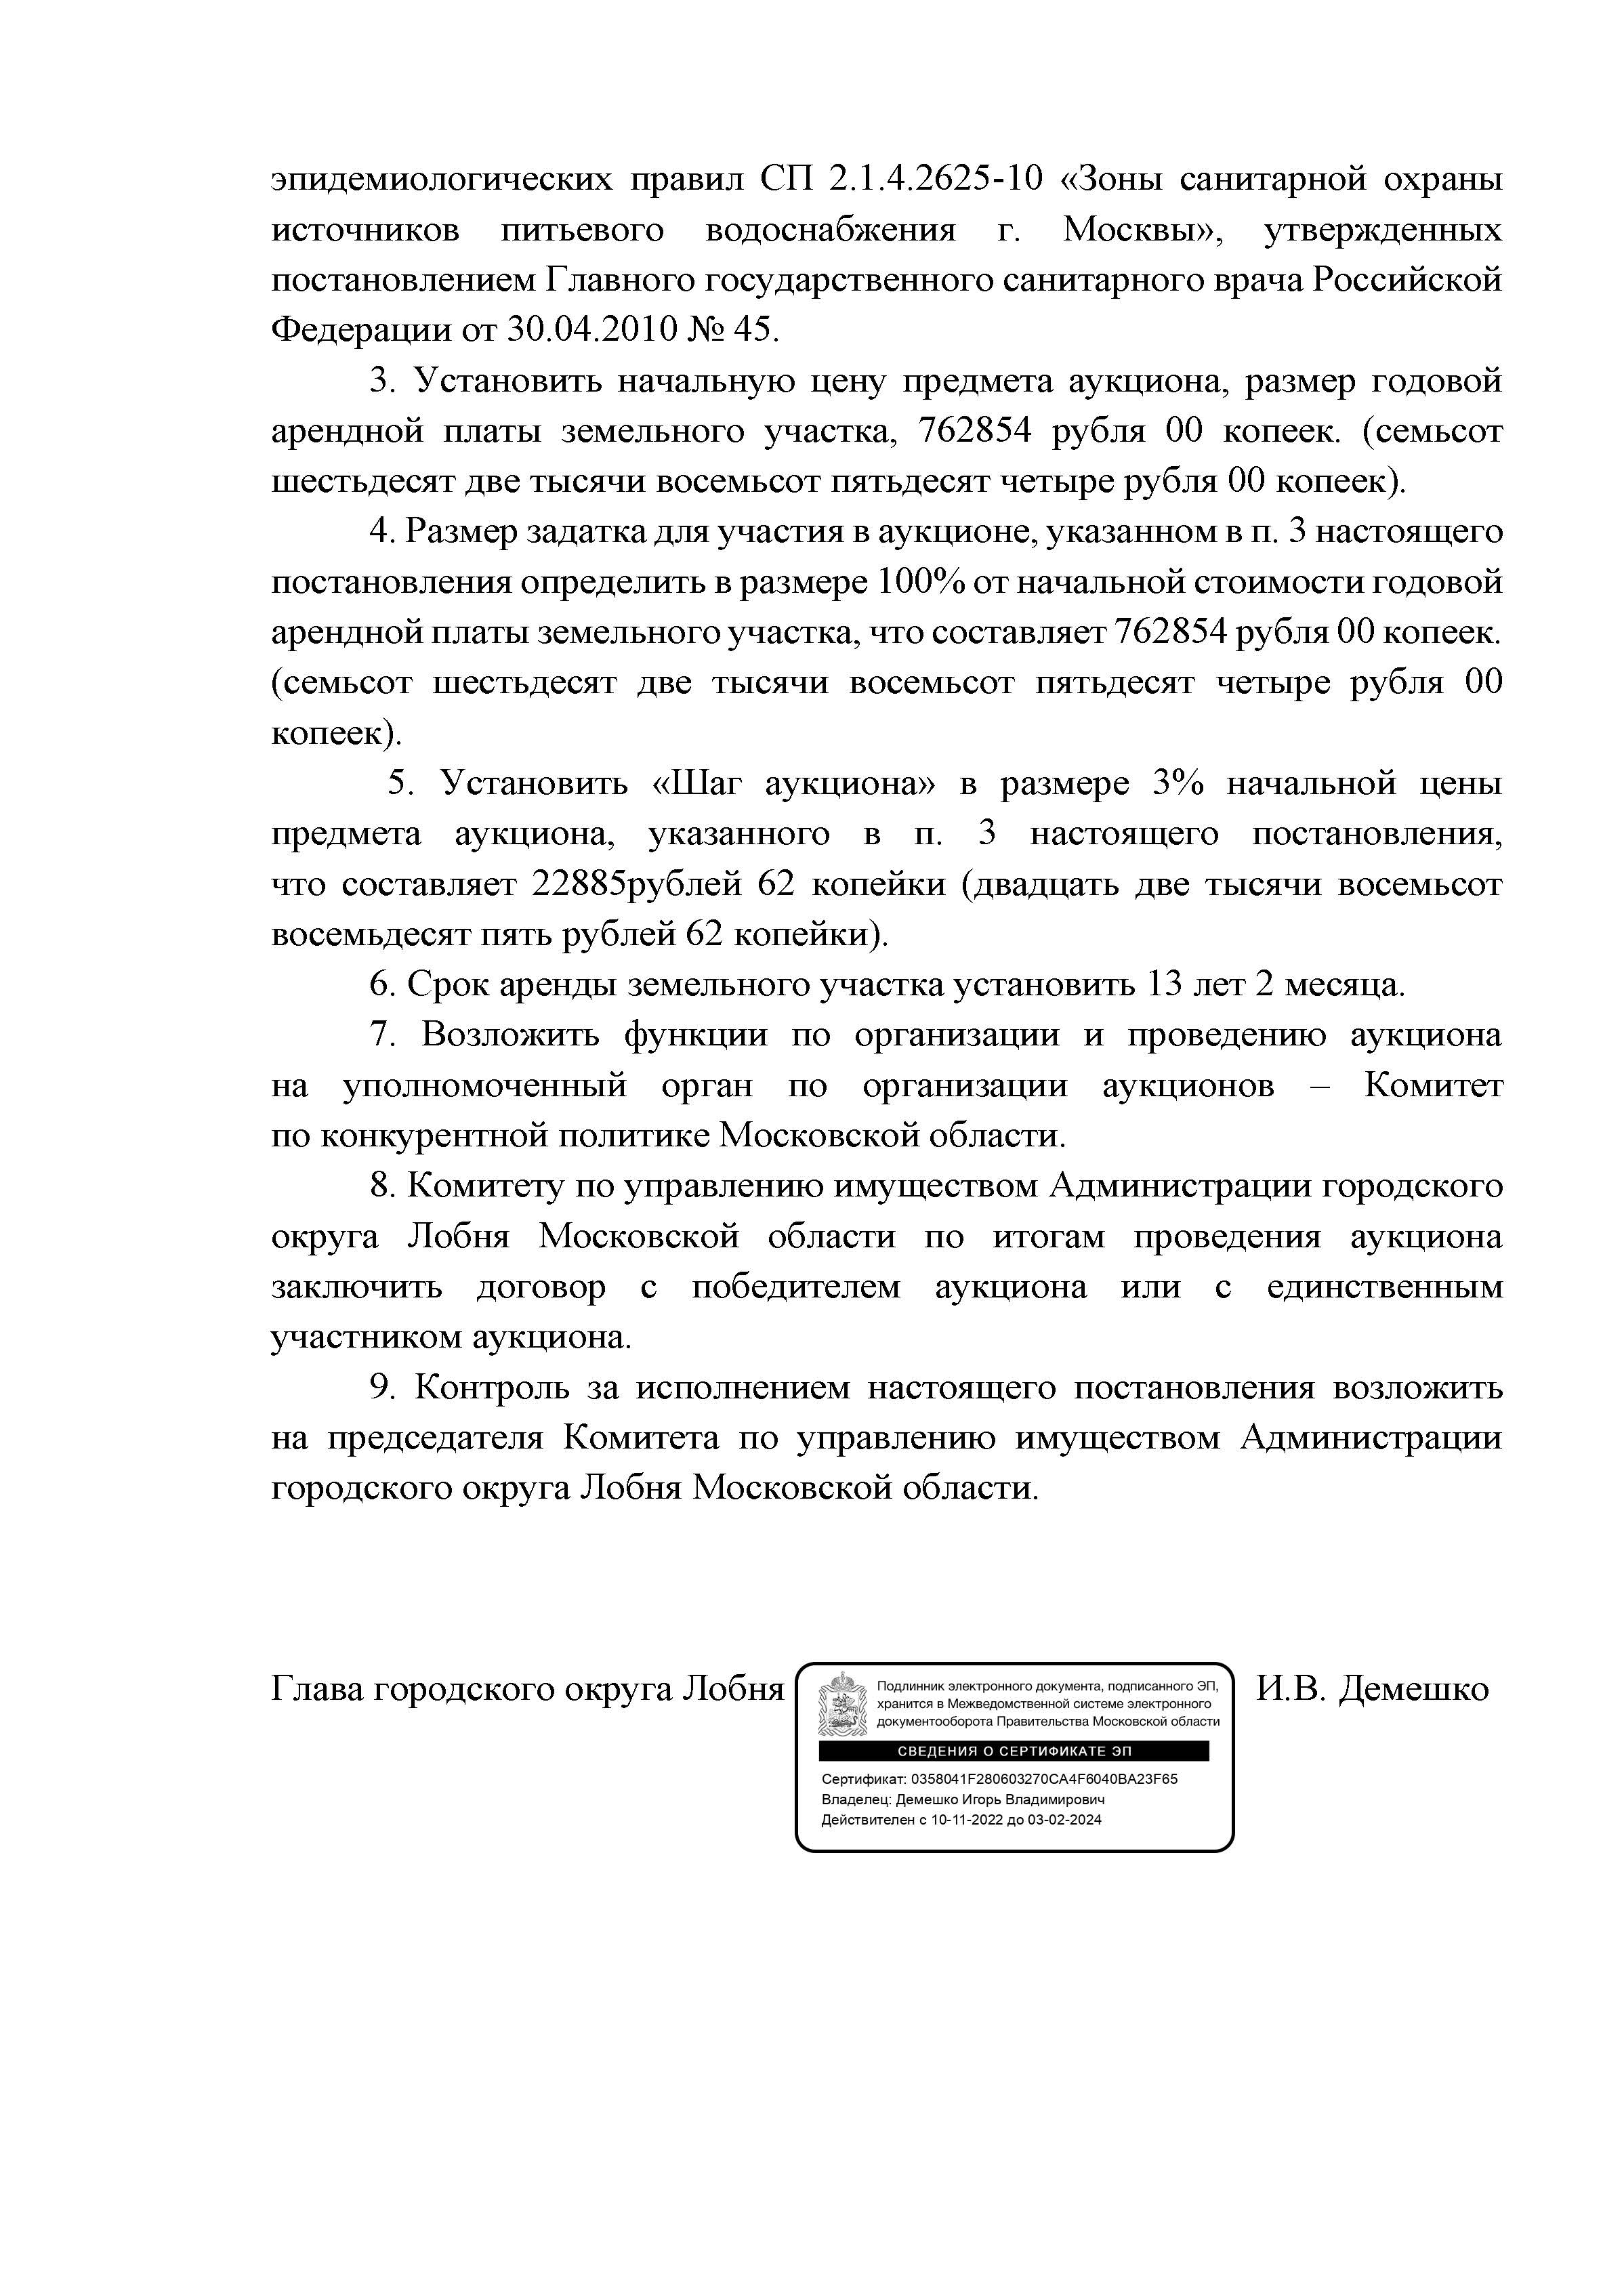 эпидемиологических правил СП 2.1.4.2625-10 «Зоны санитарной охраны
источников питьевого водоснабжения г. Москвы», утвержденных
постановлением Главного государственного санитарного врача Российской
Федерации от 30.04.2010 № 45.
3. Установить начальную цену предмета аукциона, размер годовой
арендной платы земельного участка, 762854 рубля 00 копеек. (семьсот
шестьдесят две тысячи восемьсот пятьдесят четыре рубля 00 копеек).
4. Размер задатка для участия в аукционе, указанном в п. 3 настоящего
постановления определить в размере 100% от начальной стоимости годовой
арендной платы земельного участка, что составляет 762854 рубля 00 копеек.
(семьсот шестьдесят две тысячи восемьсот пятьдесят четыре рубля 00
копеек).
5. Установить «Шаг аукциона» в размере 3% начальной цены
предмета аукциона, указанного в п. 3 настоящего постановления,
что составляет 22885рублей 62 копейки (двадцать две тысячи восемьсот
восемьдесят пять рублей 62 копейки).
6. Срок аренды земельного участка установить 13 лет 2 месяца.
7. Возложить функции по организации и проведению аукциона
на уполномоченный орган по организации аукционов – Комитет
по конкурентной политике Московской области.
8. Комитету по управлению имуществом Администрации городского
округа Лобня Московской области по итогам проведения аукциона
заключить договор с победителем аукциона или с единственным
участником аукциона.
9. Контроль за исполнением настоящего постановления возложить
на председателя Комитета по управлению имуществом Администрации
городского округа Лобня Московской области.
Глава городского округа Лобня
Подлинник электронного документа, подписанного ЭП,
хранится в Межведомственной системе электронного
документооборота Правительства Московской области
СВЕДЕНИЯ О СЕРТИФИКАТЕ ЭП
Сертификат: 0358041F280603270CA4F6040BA23F65
Владелец: Демешко Игорь Владимирович
Действителен с 10-11-2022 до 03-02-2024
И.В. Демешко